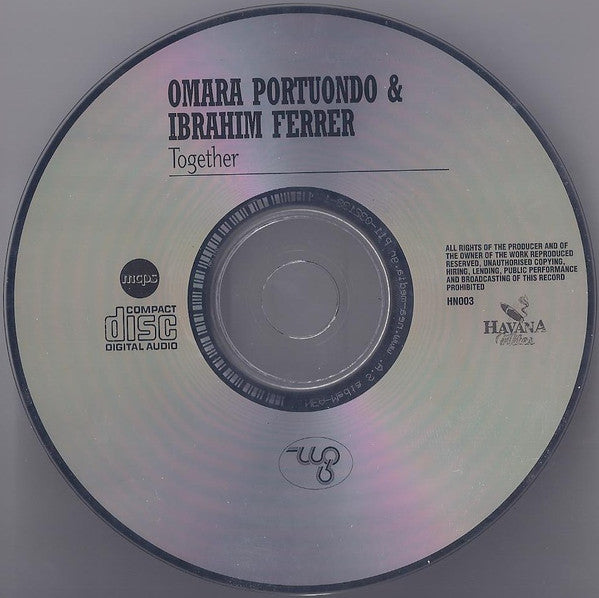 OMARA PORTUONDO &
IBRAHIM FERRER
Together
mcps
COMPACT
disc
DIGITAL AUDIO
ALL RIGHTS OF THE PRODUCER AND OF
THE OWNER OF THE WORK REPRODUCED
RESERVED. UNAUTHORISED COPYING,
HIRING, LENDING, PUBLIC PERFORMANCE
AND BROADCASTING OF THIS RECORD
PROHIBITED
HN003
HAVANA